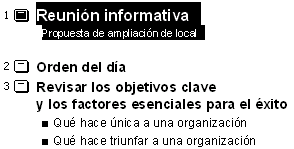 1 Reunión informativa
Propuesta de ampliación de local
2 Orden del día
3 Revisar los objetivos clave
y los factores esenciales para el éxito
■ Qué hace única a una organización
■ Qué hace triunfar a una organización